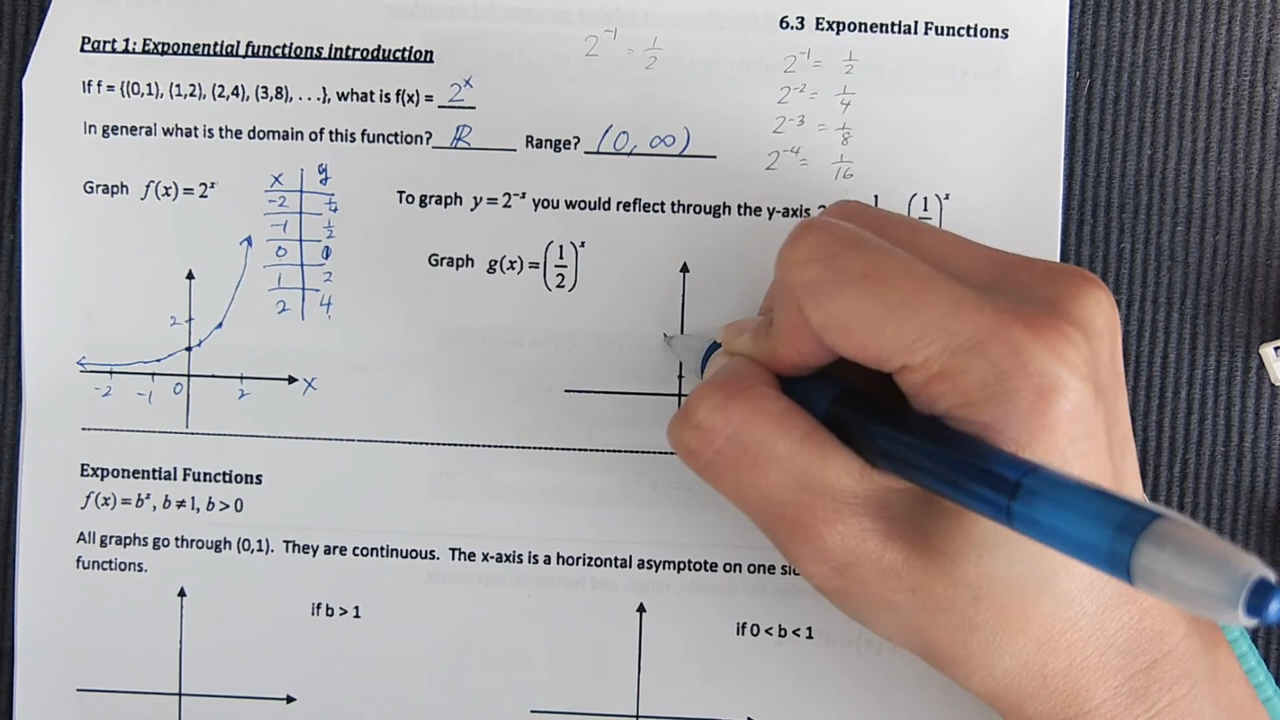 6.3 Exponential Functions
Part 1: Exponential functions introduction
2^-1 = 1/2
2^-1 = 1/2
2^-2 = 1/4
2^-3 = 1/8
2^-4 = 1/16
If f = {(0,1), (1,2), (2,4), (3,8), . . .}, what is f(x) = 2^x
In general what is the domain of this function? ℝ Range? (0, ∞)
Graph f(x) = 2^x
x y
-2 1/4
-1 1/2
0 1
1 2
2 4
2
-2 -1 0 2 X
To graph y = 2^-x you would reflect through the y-axis (1/)^x
Graph g(x) = (1/2)^x
Exponential Functions
f(x) = b^x, b ≠ 1, b > 0
All graphs go through (0,1). They are continuous. The x-axis is a horizontal asymptote on one
functions.
if b > 1
if 0 < b < 1